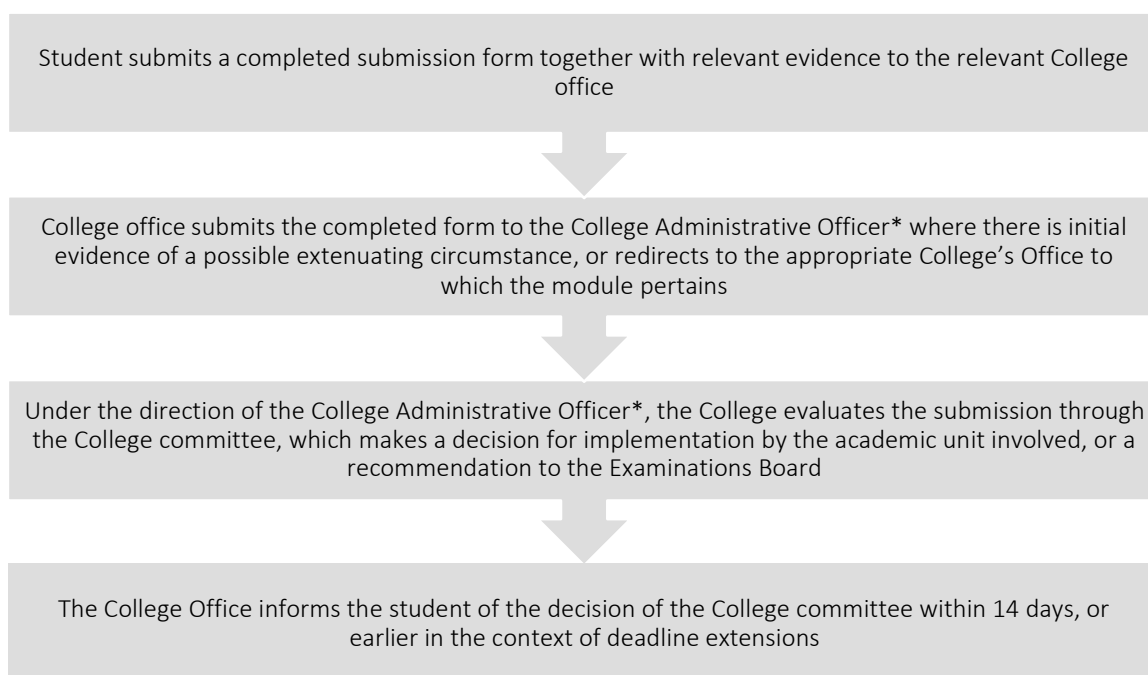 Student submits a completed submission form together with relevant evidence to the relevant College
office
College office submits the completed form to the College Administrative Officer* where there is initial
evidence of a possible extenuating circumstance, or redirects to the appropriate College’s Office to
which the module pertains
Under the direction of the College Administrative Officer*, the College evaluates the submission through
the College committee, which makes a decision for implementation by the academic unit involved, or a
recommendation to the Examinations Board
The College Office informs the student of the decision of the College committee within 14 days, or
earlier in the context of deadline extensions